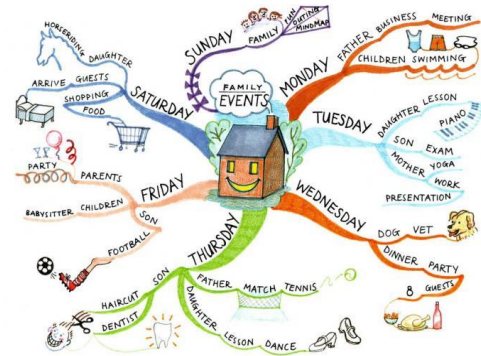 FAMILY
EVENTS
SUNDAY
FAMILY
FUN
OUTING
MINDMAP
MONDAY
FATHER BUSINESS MEETING
CHILDREN SWIMMING
TUESDAY
DAUGHTER LESSON
PIANO
SON EXAM
MOTHER YOGA
WORK
PRESENTATION
WEDNESDAY
DOG VET
DINNER PARTY
8 GUESTS
THURSDAY
FATHER MATCH TENNIS
DAUGHTER LESSON DANCE
SON
HAIRCUT
DENTIST
FRIDAY
PARENTS
PARTY
CHILDREN
BABYSITTER
SON
FOOTBALL
SATURDAY
DAUGHTER
HORSERIDING
GUESTS
ARRIVE
SHOPPING
FOOD